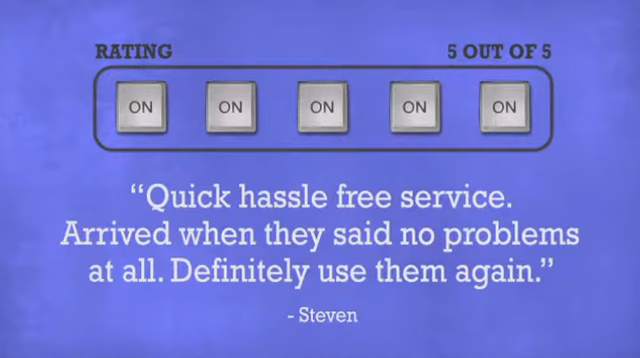 RATING 5 OUT OF 5
ON ON ON ON ON
“Quick hassle free service.
Arrived when they said no problems
at all. Definitely use them again.”
- Steven